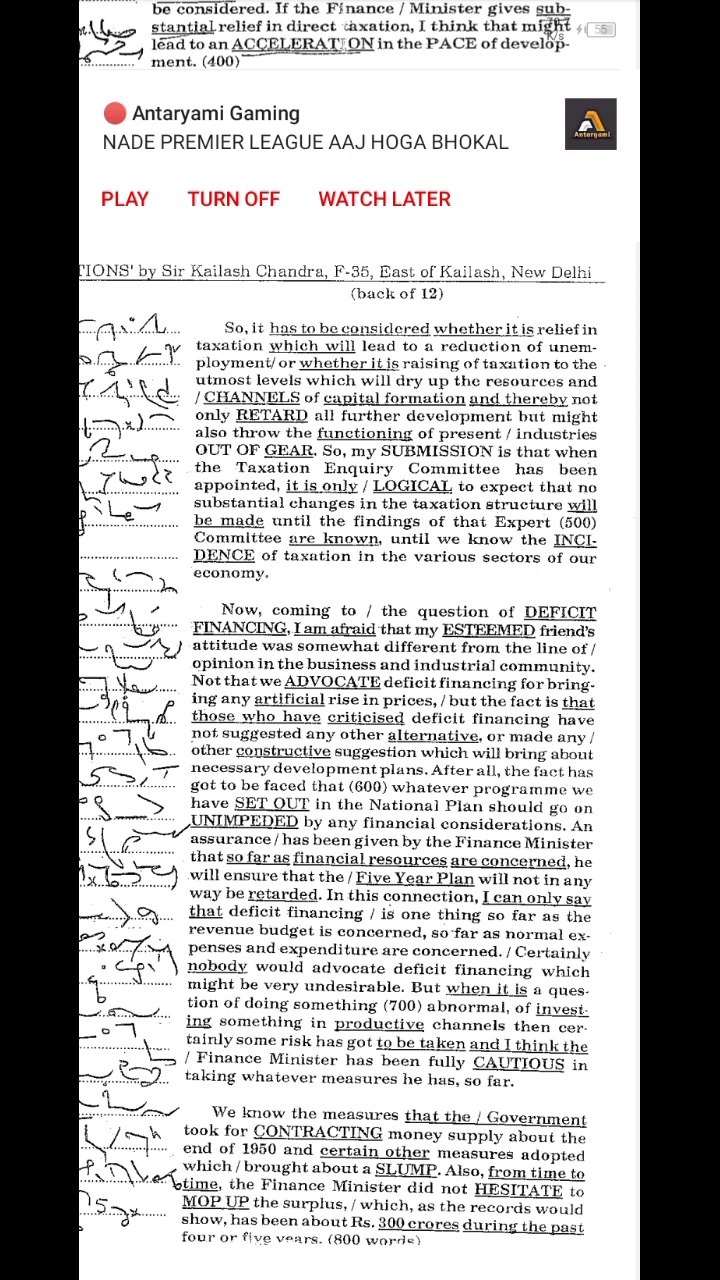 be considered. If the Finance / Minister gives sub-
stantial relief in direct taxation, I think that might
lead to an ACCELERATION in the PACE of develop-
ment. (400)
K/s
55
Antaryami Gaming
NADE PREMIER LEAGUE AAJ HOGA BHOKAL
Antaryami
PLAY TURN OFF WATCH LATER
TIONS' by Sir Kailash Chandra, F-35, East of Kailash, New Delhi
(back of 12)
So, it has to be considered whether it is relief in
taxation which will lead to a reduction of unem-
ployment/ or whether it is raising of taxation to the
utmost levels which will dry up the resources and
/ CHANNELS of capital formation and thereby not
only RETARD all further development but might
also throw the functioning of present / industries
OUT OF GEAR. So, my SUBMISSION is that when
the Taxation Enquiry Committee has been
appointed, it is only / LOGICAL to expect that no
substantial changes in the taxation structure will
be made until the findings of that Expert (500)
Committee are known, until we know the INCI-
DENCE of taxation in the various sectors of our
economy.
Now, coming to / the question of DEFICIT
FINANCING, I am afraid that my ESTEEMED friend's
attitude was somewhat different from the line of /
opinion in the business and industrial community.
Not that we ADVOCATE deficit financing for bring-
ing any artificial rise in prices, / but the fact is that
those who have criticised deficit financing have
not suggested any other alternative, or made any /
other constructive suggestion which will bring about
necessary development plans. After all, the fact has
got to be faced that (600) whatever programme we
have SET OUT in the National Plan should go on
UNIMPEDED by any financial considerations. An
assurance / has been given by the Finance Minister
that so far as financial resources are concerned, he
will ensure that the / Five Year Plan will not in any
way be retarded. In this connection, I can only say
that deficit financing / is one thing so far as the
revenue budget is concerned, so far as normal ex-
penses and expenditure are concerned. / Certainly
nobody would advocate deficit financing which
might be very undesirable. But when it is a ques-
tion of doing something (700) abnormal, of invest-
ing something in productive channels then cer-
tainly some risk has got to be taken and I think the
/ Finance Minister has been fully CAUTIOUS in
taking whatever measures he has, so far.
We know the measures that the / Government
took for CONTRACTING money supply about the
end of 1950 and certain other measures adopted
which / brought about a SLUMP. Also, from time to
time, the Finance Minister did not HESITATE to
MOP UP the surplus, / which, as the records would
show, has been about Rs. 300 crores during the past
four or five years. (800 words)